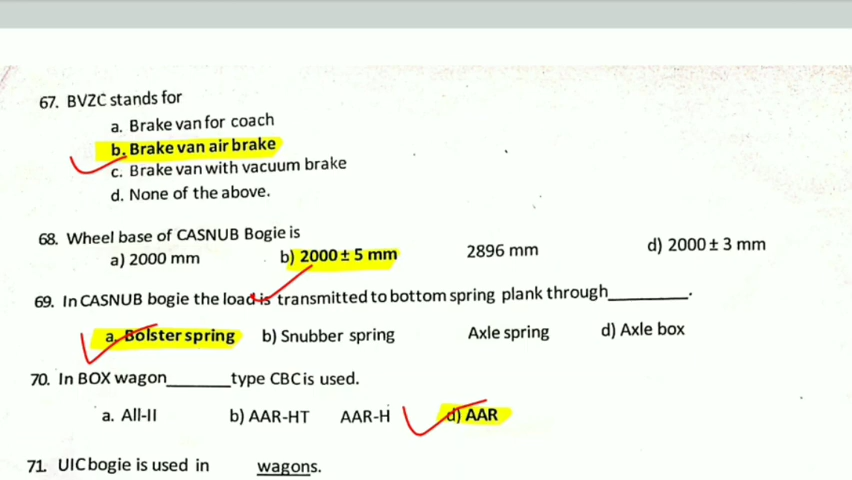 67. BVZC stands for
a. Brake van for coach
b. Brake van air brake
c. Brake van with vacuum brake
d. None of the above.
68. Wheel base of CASNUB Bogie is
a) 2000 mm b) 2000 ± 5 mm 2896 mm d) 2000 ± 3 mm
69. In CASNUB bogie the load is transmitted to bottom spring plank through________.
a. Bolster spring b) Snubber spring Axle spring d) Axle box
70. In BOX wagon______type CBC is used.
a. All-II b) AAR-HT AAR-H d) AAR
71. UIC bogie is used in wagons.